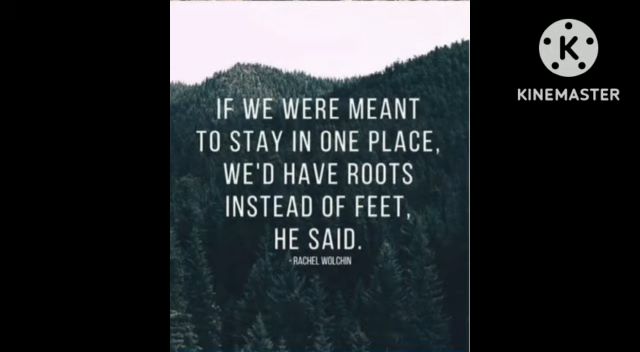 IF WE WERE MEANT
TO STAY IN ONE PLACE,
WE'D HAVE ROOTS
INSTEAD OF FEET,
HE SAID.
- RACHEL WOLCHIN
K
KINEMASTER